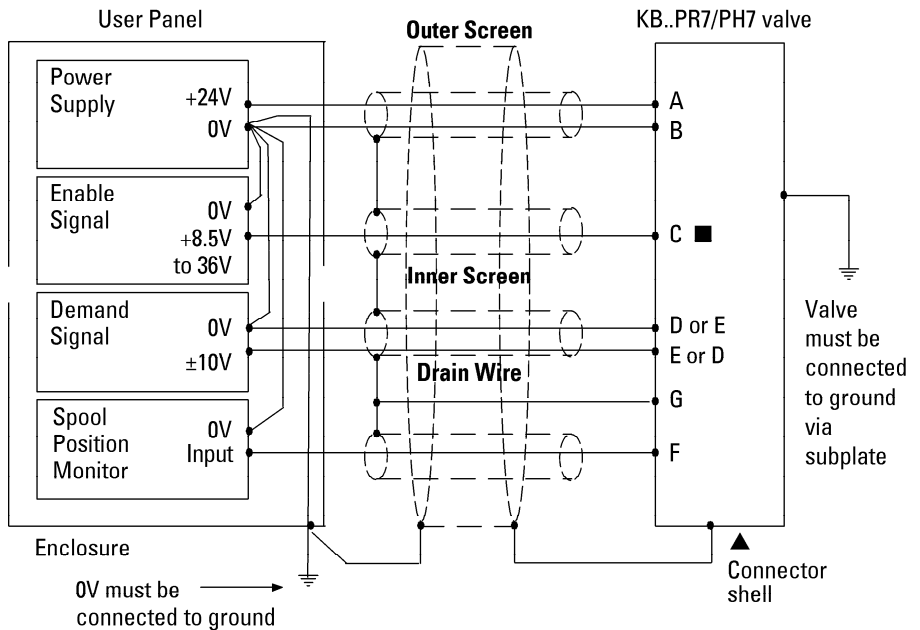 User Panel
Outer Screen
KB..PR7/PH7 valve
Power
Supply
+24V
0V
A
B
Enable
Signal
0V
+8.5V
to 36V
C ■
Inner Screen
Demand
Signal
0V
±10V
D or E
E or D
Drain Wire
G
Spool
Position
Monitor
0V
Input
F
Valve
must be
connected
to ground
via
subplate
Enclosure
0V must be
connected to ground
▲
Connector
shell